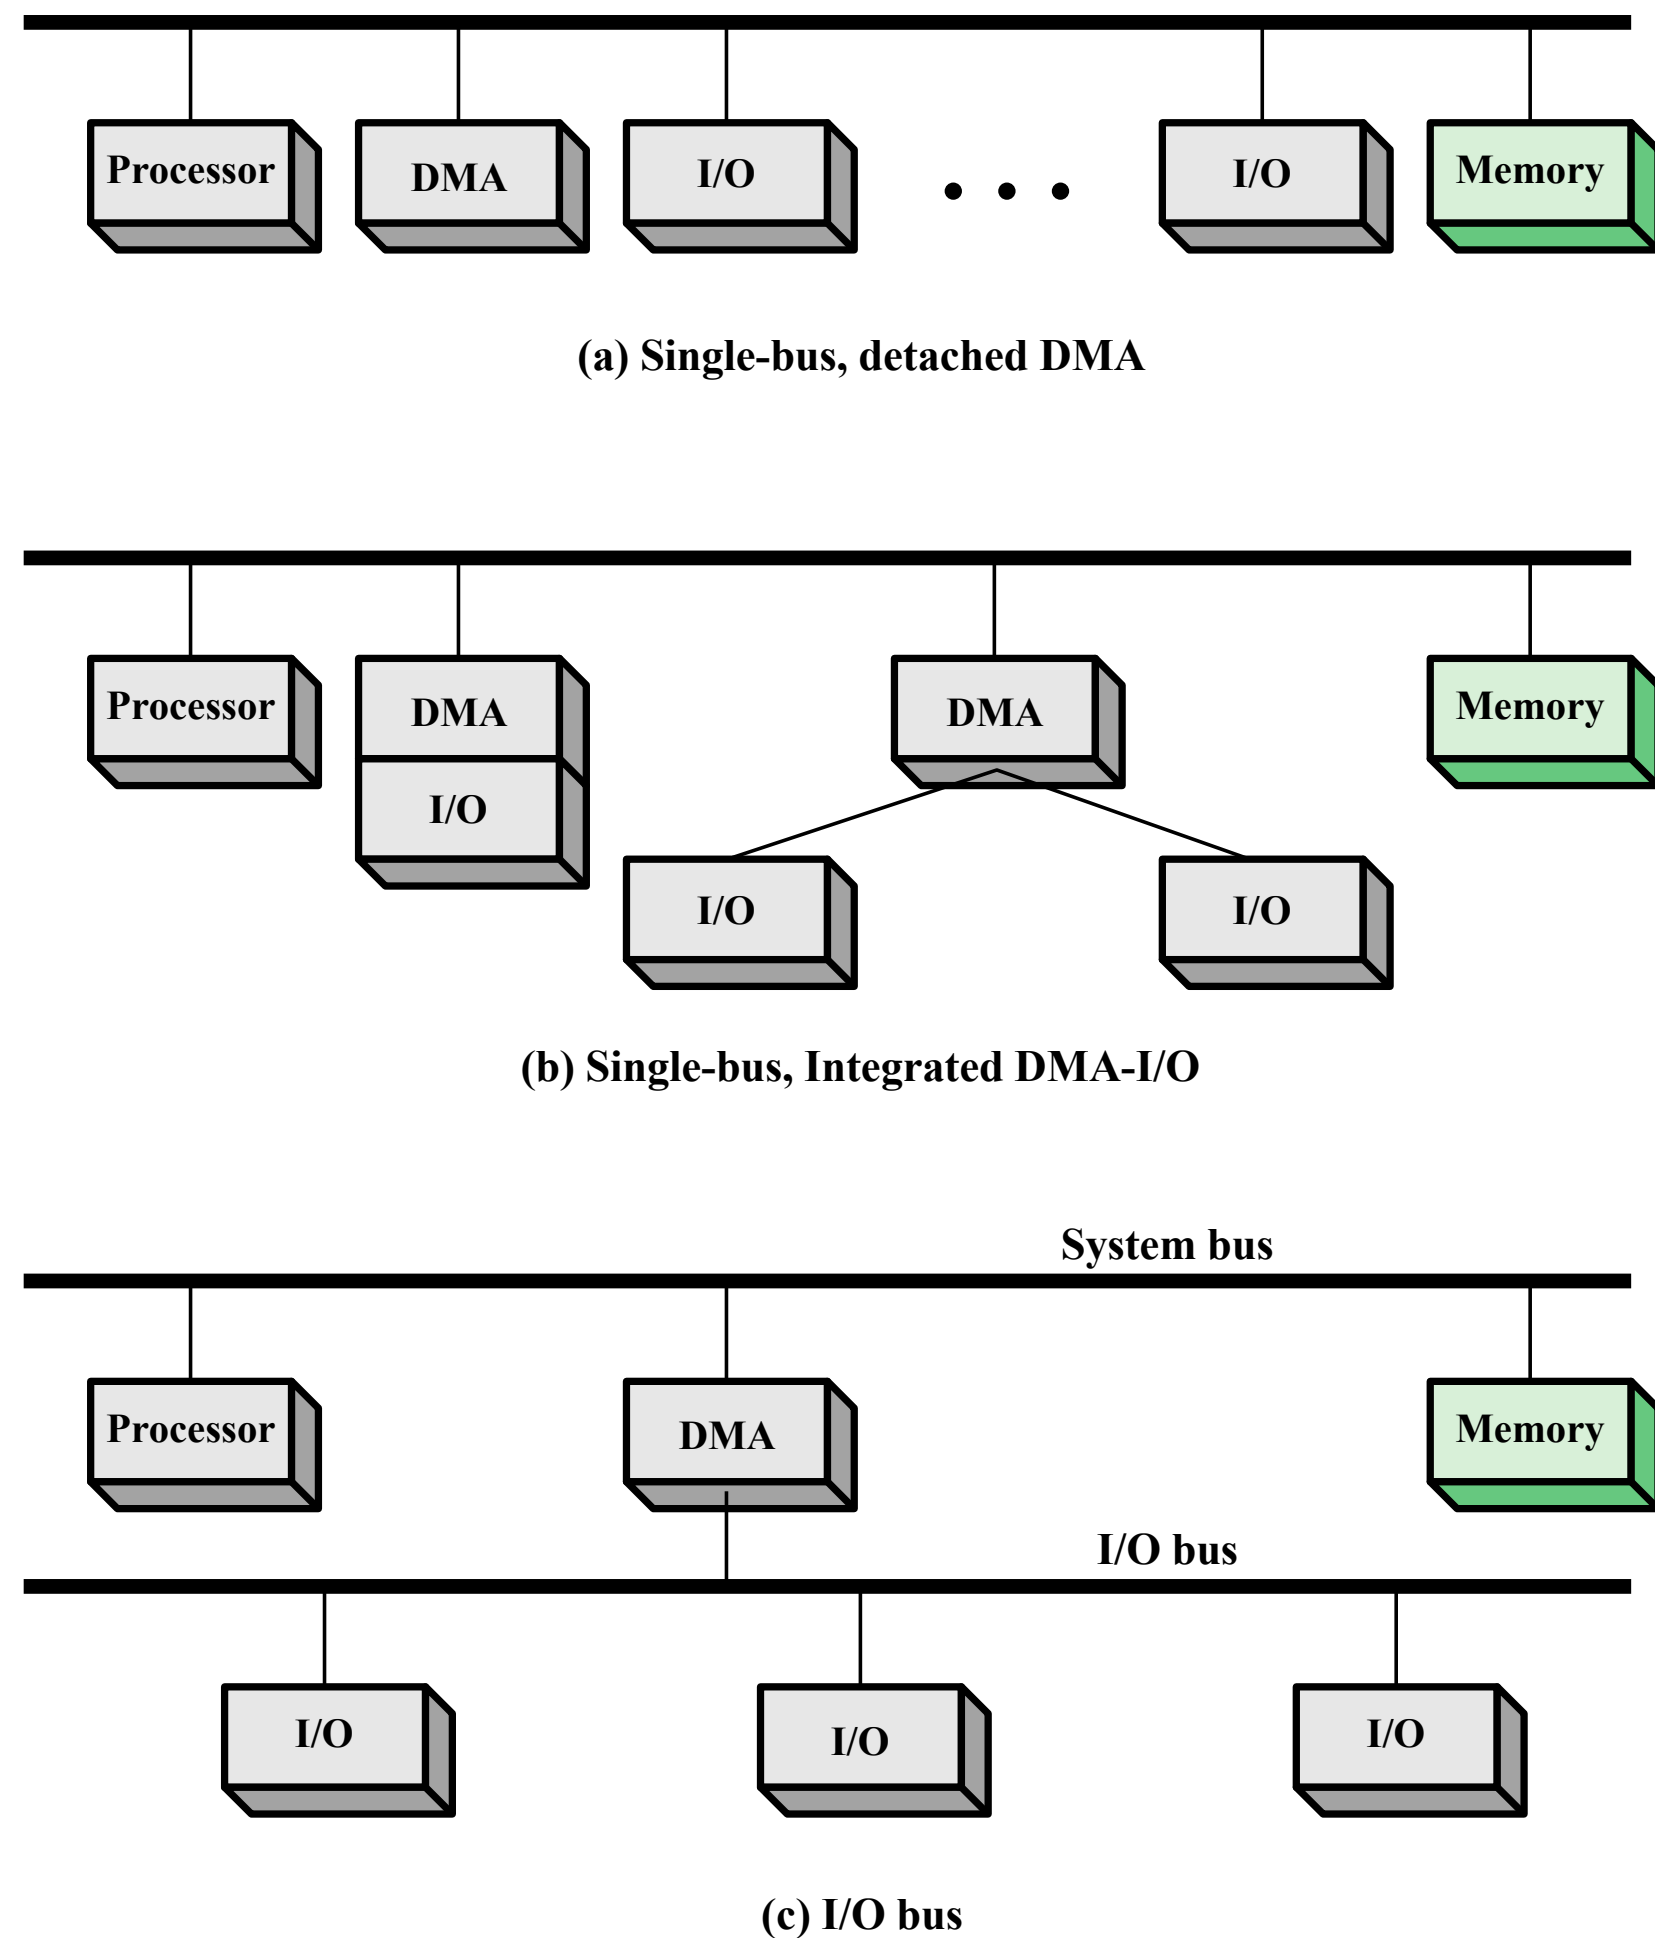 Processor
DMA
I/O
• • •
I/O
Memory
(a) Single-bus, detached DMA
Processor
DMA
I/O
DMA
Memory
I/O
I/O
(b) Single-bus, Integrated DMA-I/O
System bus
Processor
DMA
Memory
I/O bus
I/O
I/O
I/O
(c) I/O bus